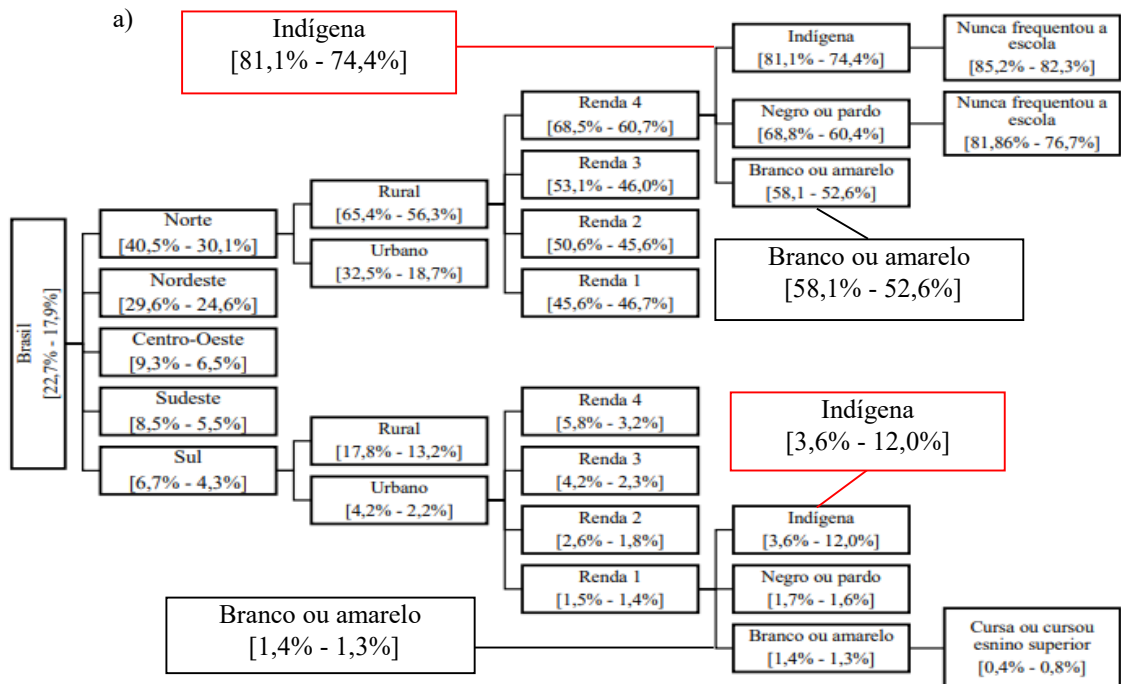 a)
Indígena
[81,1% - 74,4%]
Indígena
[81,1% - 74,4%]
Nunca frequentou a
escola
[85,2% - 82,3%]
Renda 4
[68,5% - 60,7%]
Negro ou pardo
[68,8% - 60,4%]
Nunca frequentou a
escola
[81,86% - 76,7%]
Renda 3
[53,1% - 46,0%]
Branco ou amarelo
[58,1 - 52,6%]
Rural
[65,4% - 56,3%]
Norte
[40,5% - 30,1%]
Urbano
[32,5% - 18,7%]
Renda 2
[50,6% - 45,6%]
Branco ou amarelo
[58,1% - 52,6%]
Nordeste
[29,6% - 24,6%]
Renda 1
[45,6% - 46,7%]
Brasil
[22,7% - 17,9%]
Centro-Oeste
[9,3% - 6,5%]
Sudeste
[8,5% - 5,5%]
Sul
[6,7% - 4,3%]
Rural
[17,8% - 13,2%]
Urbano
[4,2% - 2,2%]
Renda 4
[5,8% - 3,2%]
Renda 3
[4,2% - 2,3%]
Renda 2
[2,6% - 1,8%]
Renda 1
[1,5% - 1,4%]
Indígena
[3,6% - 12,0%]
Indígena
[3,6% - 12,0%]
Negro ou pardo
[1,7% - 1,6%]
Branco ou amarelo
[1,4% - 1,3%]
Branco ou amarelo
[1,4% - 1,3%]
Cursa ou cursou
esnino superior
[0,4% - 0,8%]